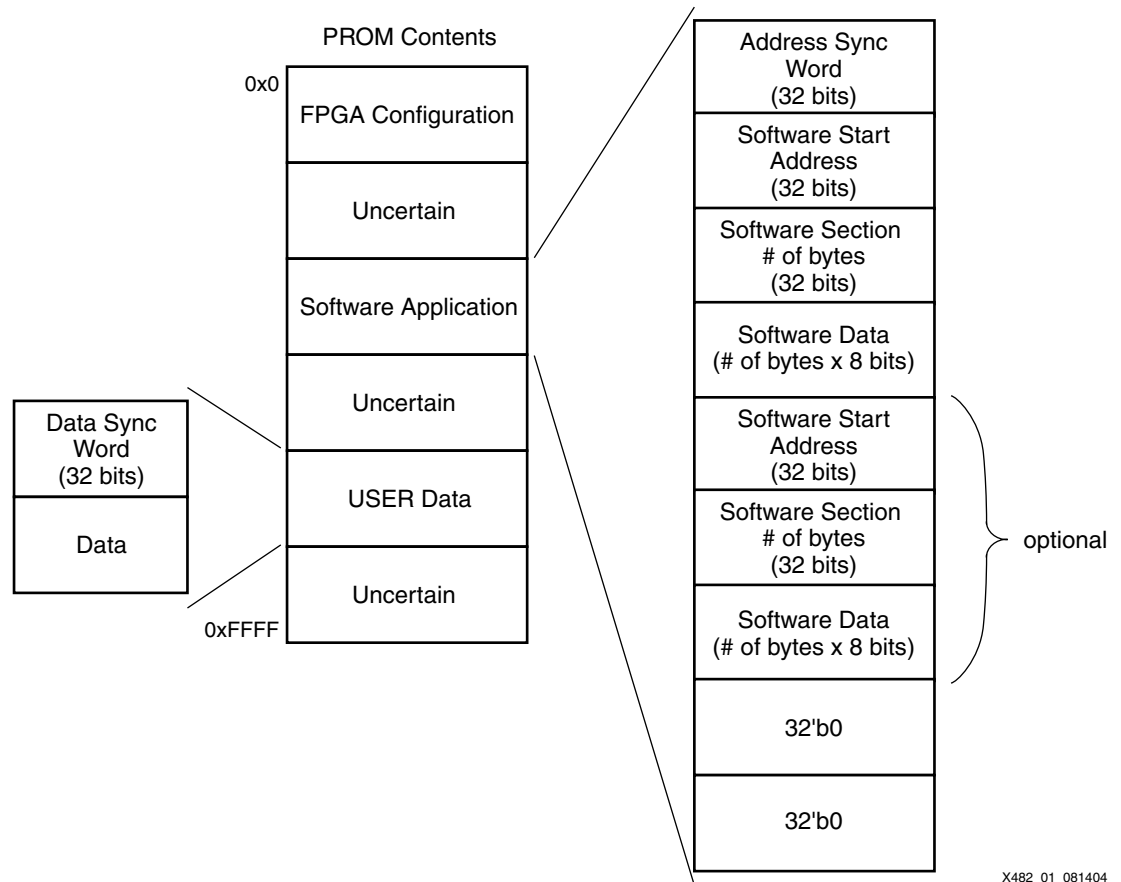 PROM Contents
0x0
FPGA Configuration
Uncertain
Software Application
Uncertain
USER Data
Uncertain
0xFFFF
Data Sync
Word
(32 bits)
Data
Address Sync
Word
(32 bits)
Software Start
Address
(32 bits)
Software Section
# of bytes
(32 bits)
Software Data
(# of bytes x 8 bits)
Software Start
Address
(32 bits)
Software Section
# of bytes
(32 bits)
Software Data
(# of bytes x 8 bits)
optional
32'b0
32'b0
X482_01_081404